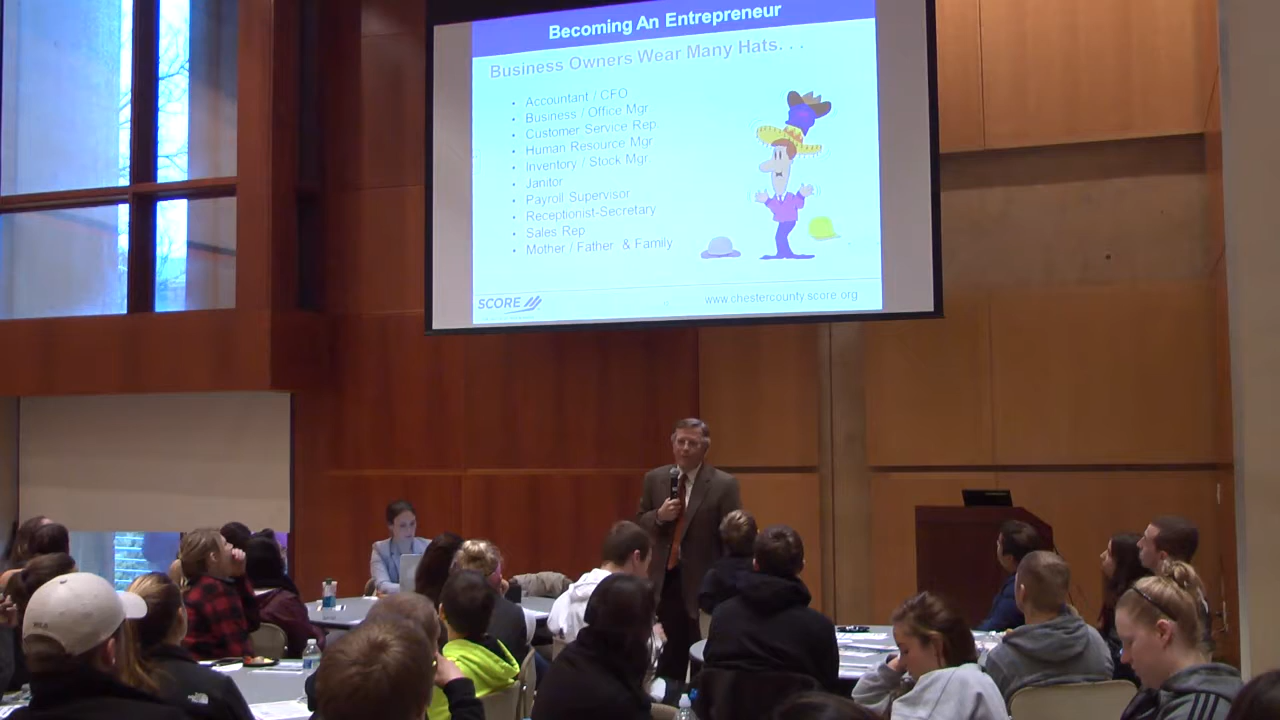 Becoming An Entrepreneur
Business Owners Wear Many Hats. . .
• Accountant / CFO
• Business / Office Mgr
• Customer Service Rep
• Human Resource Mgr
• Inventory / Stock Mgr
• Janitor
• Payroll Supervisor
• Receptionist-Secretary
• Sales Rep
• Mother / Father & Family
SCORE
www.chestercounty.score.org